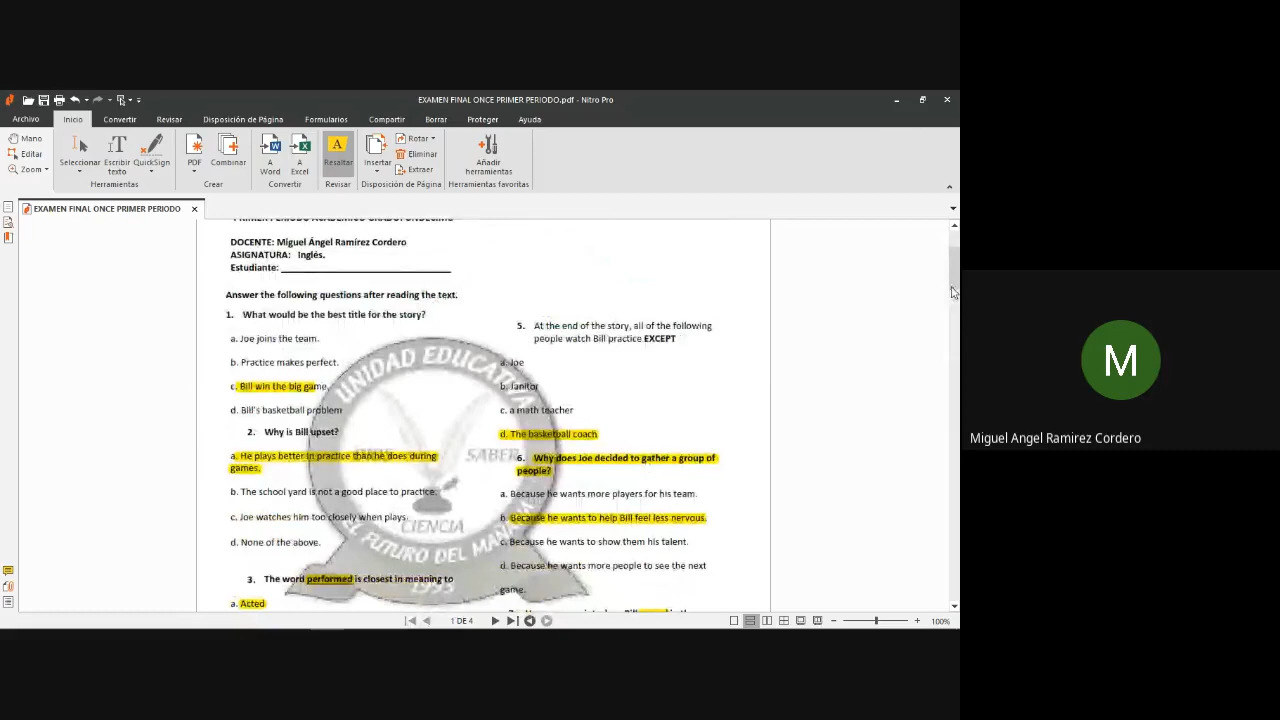 EXAMEN FINAL ONCE PRIMER PERIODO.pdf - Nitro Pro
Archivo Inicio Convertir Revisar Disposición de Página Formularios Compartir Borrar Proteger Ayuda
Mano
Editar
Zoom
Seleccionar
Escribir texto
QuickSign
Herramientas
PDF
Combinar
Crear
A Word
A Excel
Convertir
Resaltar
Revisar
Insertar
Rotar
Eliminar
Extraer
Disposición de Página
Añadir herramientas
Herramientas favoritas
EXAMEN FINAL ONCE PRIMER PERIODO
DOCENTE: Miguel Ángel Ramírez Cordero
ASIGNATURA: Inglés.
Estudiante:
Answer the following questions after reading the text.
1. What would be the best title for the story?
a. Joe joins the team.
b. Practice makes perfect.
c. Bill win the big game.
d. Bill's basketball problem
2. Why is Bill upset?
a. He plays better in practice than he does during
games.
b. The school yard is not a good place to practice.
c. Joe watches him too closely when plays.
d. None of the above.
3. The word performed is closest in meaning to
a. Acted
5. At the end of the story, all of the following
people watch Bill practice EXCEPT
a. Joe
b. Janitor
c. a math teacher
d. The basketball coach
6. Why does Joe decided to gather a group of
people?
a. Because he wants more players for his team.
b. Because he wants to help Bill feel less nervous.
c. Because he wants to show them his talent.
d. Because he wants more people to see the next
game.
UNIDAD EDUCATIVA
SABER
CIENCIA
EL FUTURO DEL
1995
1 DE 4
100%
M
Miguel Angel Ramirez Cordero